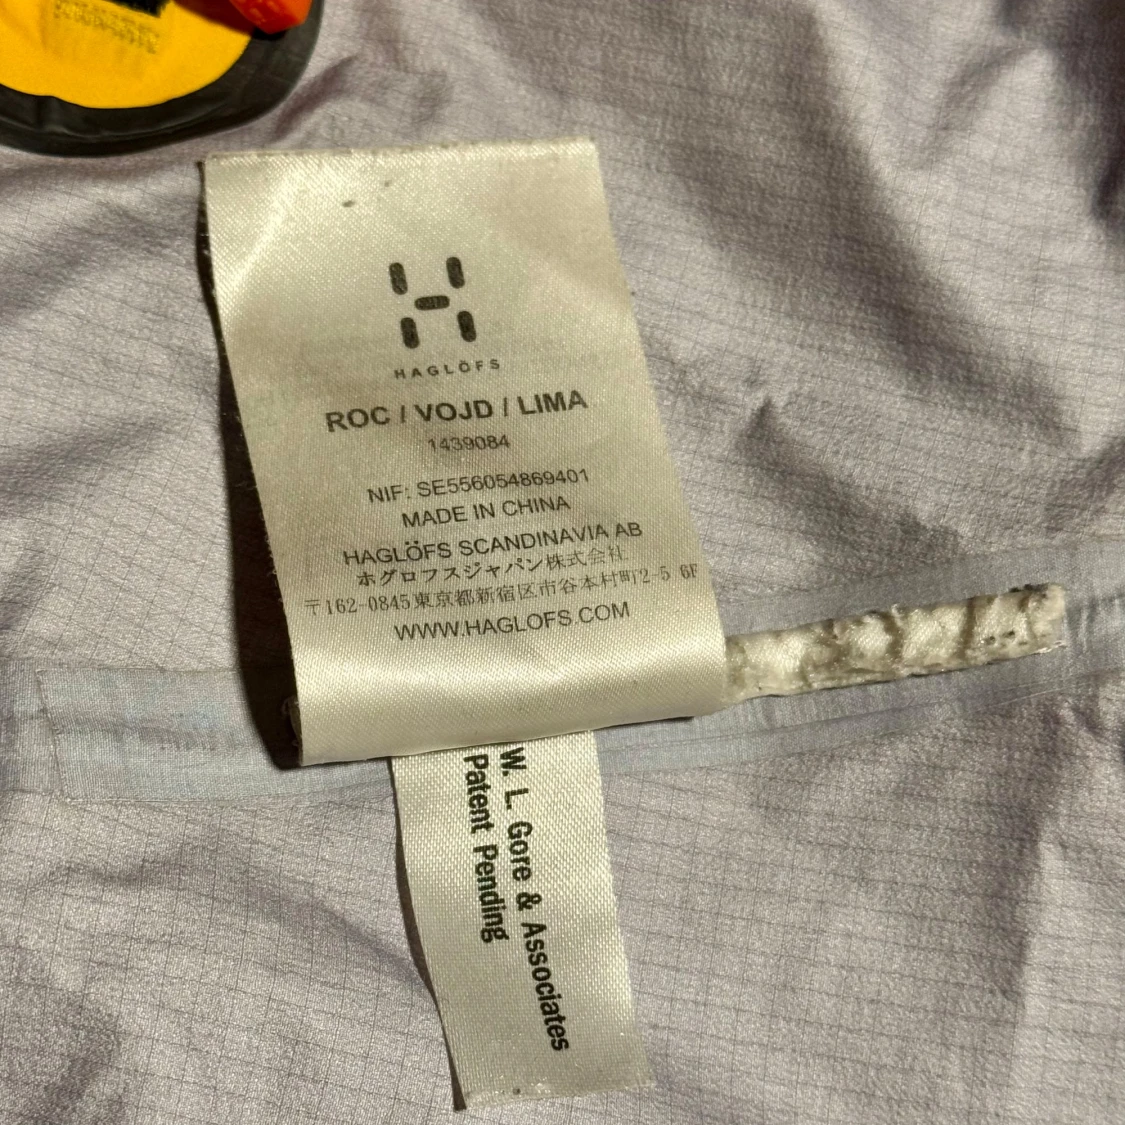 HAGLÖFS
ROC / VOJD / LIMA
1439084
NIF: SE556054869401
MADE IN CHINA
HAGLÖFS SCANDINAVIA AB
ホグロフスジャパン株式会社
〒162-0845東京都新宿区市谷本村町2-5 6F
WWW.HAGLOFS.COM
W. L. Gore & Associates
Patent Pending